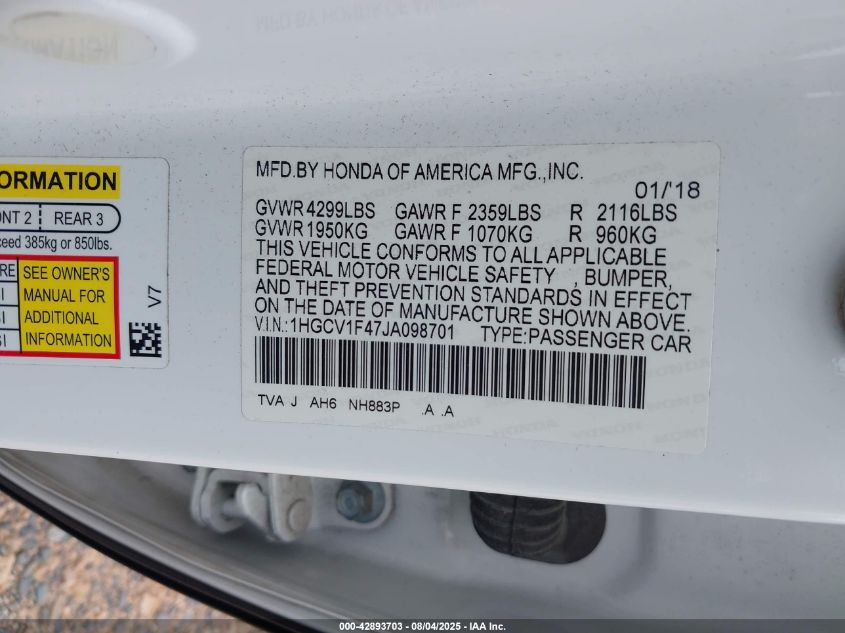 ORMATION
ONT 2 REAR 3
ceed 385kg or 850lbs.
RE SEE OWNER'S
MANUAL FOR
ADDITIONAL
INFORMATION
V7
MFD.BY HONDA OF AMERICA MFG.,INC.
01/'18
GVWR 4299LBS GAWR F 2359LBS R 2116LBS
GVWR 1950KG GAWR F 1070KG R 960KG
THIS VEHICLE CONFORMS TO ALL APPLICABLE
FEDERAL MOTOR VEHICLE SAFETY , BUMPER,
AND THEFT PREVENTION STANDARDS IN EFFECT
ON THE DATE OF MANUFACTURE SHOWN ABOVE.
V.I.N.:1HGCV1F47JA098701 TYPE:PASSENGER CAR
TVA J AH6 NH883P .A .A
000-42893703 - 08/04/2025 - IAA Inc.